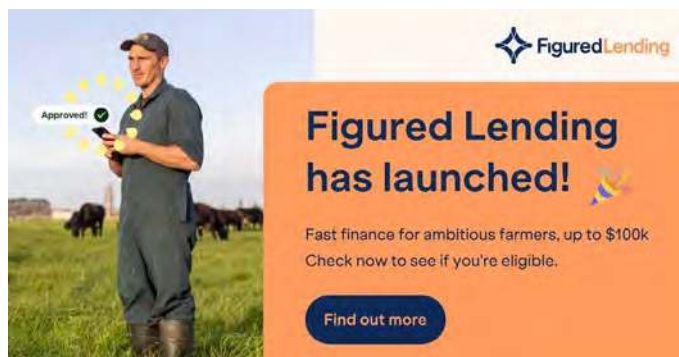 FiguredLending
Approved!
Figured Lending
has launched!
Fast finance for ambitious farmers, up to $100k
Check now to see if you're eligible.
Find out more